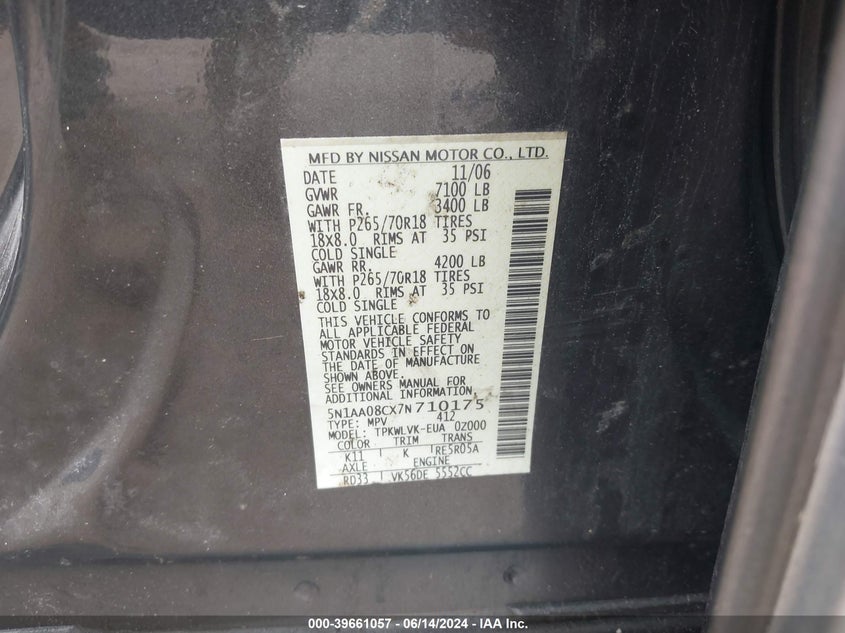 MFD BY NISSAN MOTOR CO., LTD.
DATE 11/06
GVWR 7100 LB
GAWR FR. 3400 LB
WITH P265/70R18 TIRES
18X8.0 RIMS AT 35 PSI
COLD SINGLE
GAWR RR. 4200 LB
WITH P265/70R18 TIRES
18X8.0 RIMS AT 35 PSI
COLD SINGLE
THIS VEHICLE CONFORMS TO
ALL APPLICABLE FEDERAL
MOTOR VEHICLE SAFETY
STANDARDS IN EFFECT ON
THE DATE OF MANUFACTURE
SHOWN ABOVE.
SEE OWNERS MANUAL FOR
ADDITIONAL INFORMATION.
5N1AA08CX7N710175
TYPE: MPV 412
MODEL: TPKWLVK-EUA 0Z000
COLOR TRIM TRANS
K11 K RE5R05A
AXLE ENGINE
RD33 VK56DE 5552CC
000-39661057 - 06/14/2024 - IAA Inc.